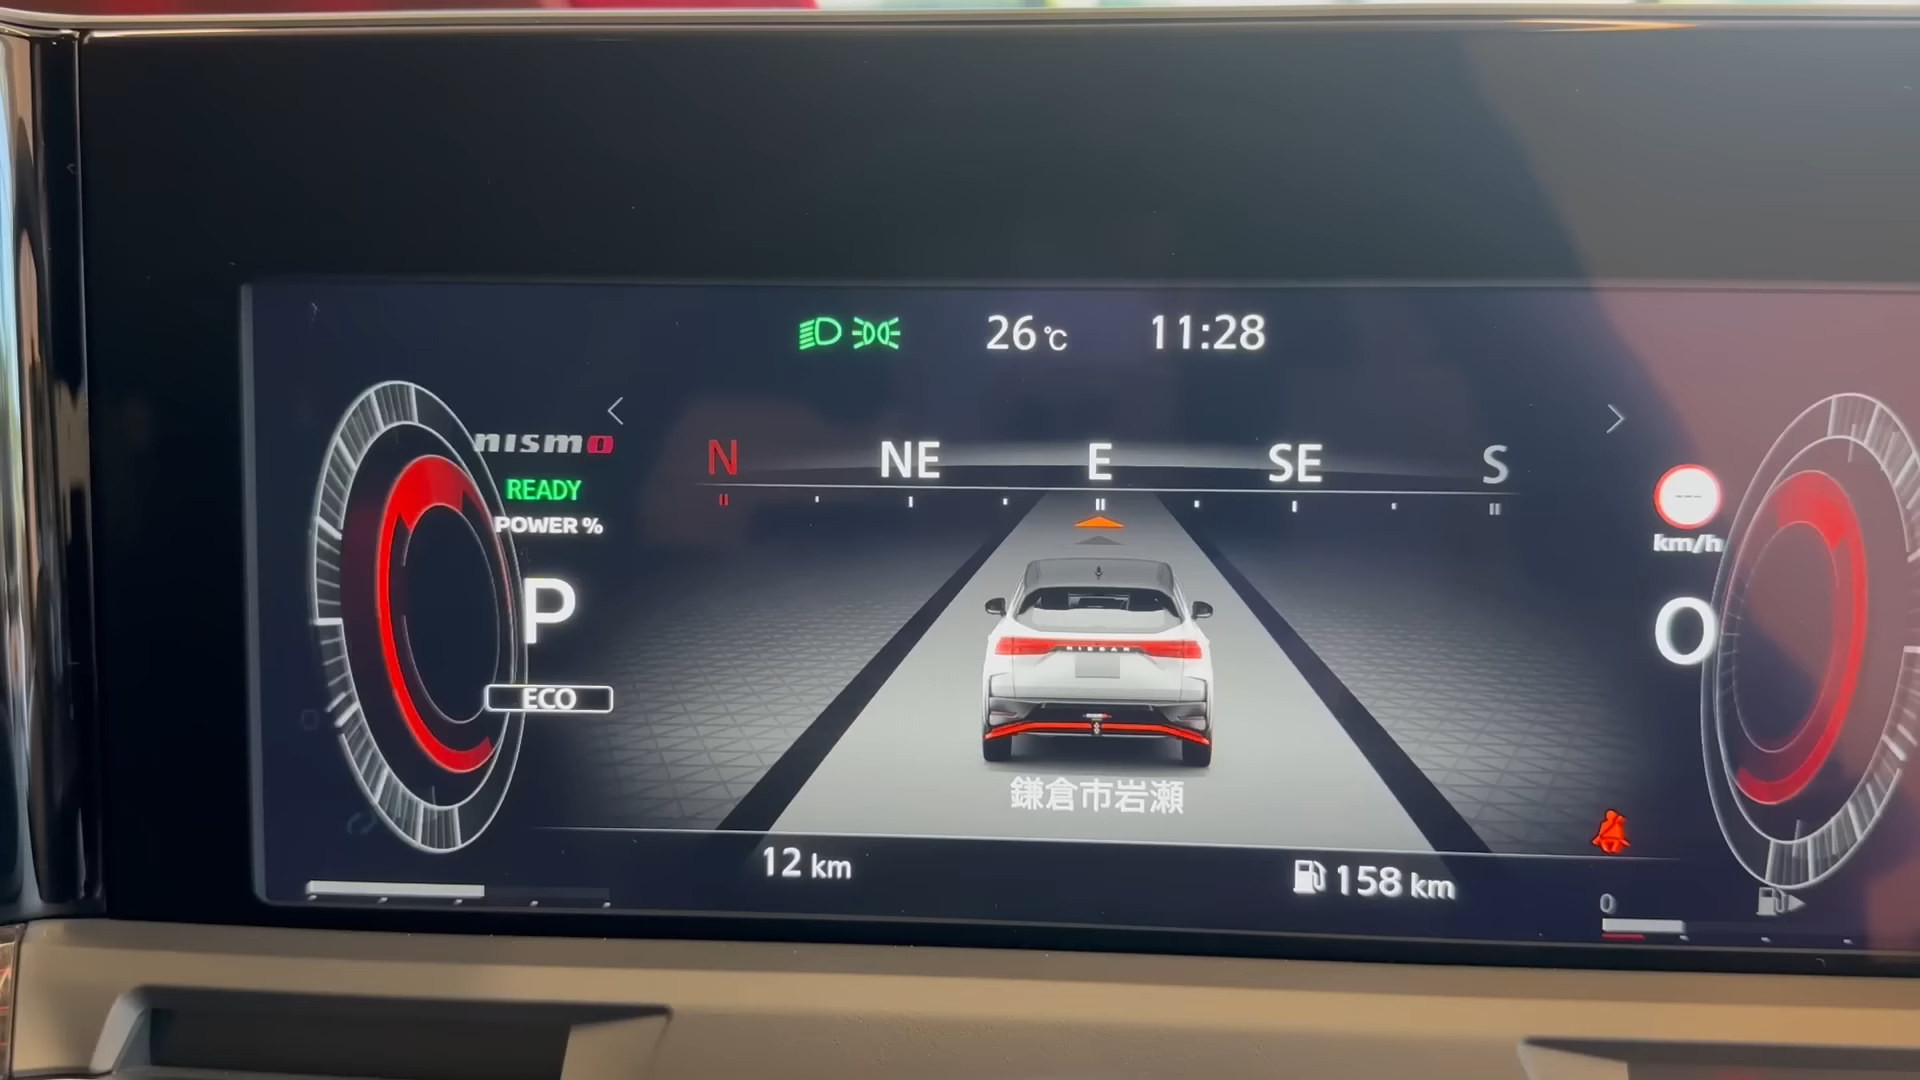 26℃ 11:28
nismo
READY
POWER %
N NE E SE S
---
km/h
P
0
ECO
NISSAN
鎌倉市岩瀬
12 km
158 km
0